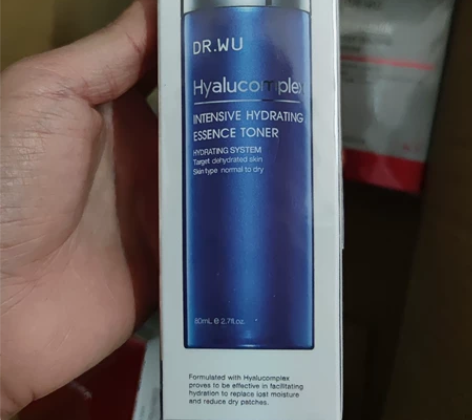 DR.WU
Hyalucomplex
INTENSIVE HYDRATING
ESSENCE TONER
HYDRATING SYSTEM
Target dehydrated skin
Skin type normal to dry
80mL ℮ 2.7fl.oz.
Formulated with Hyalucomplex
proves to be effective in facilitating
hydration to replace lost moisture
and reduce dry patches.